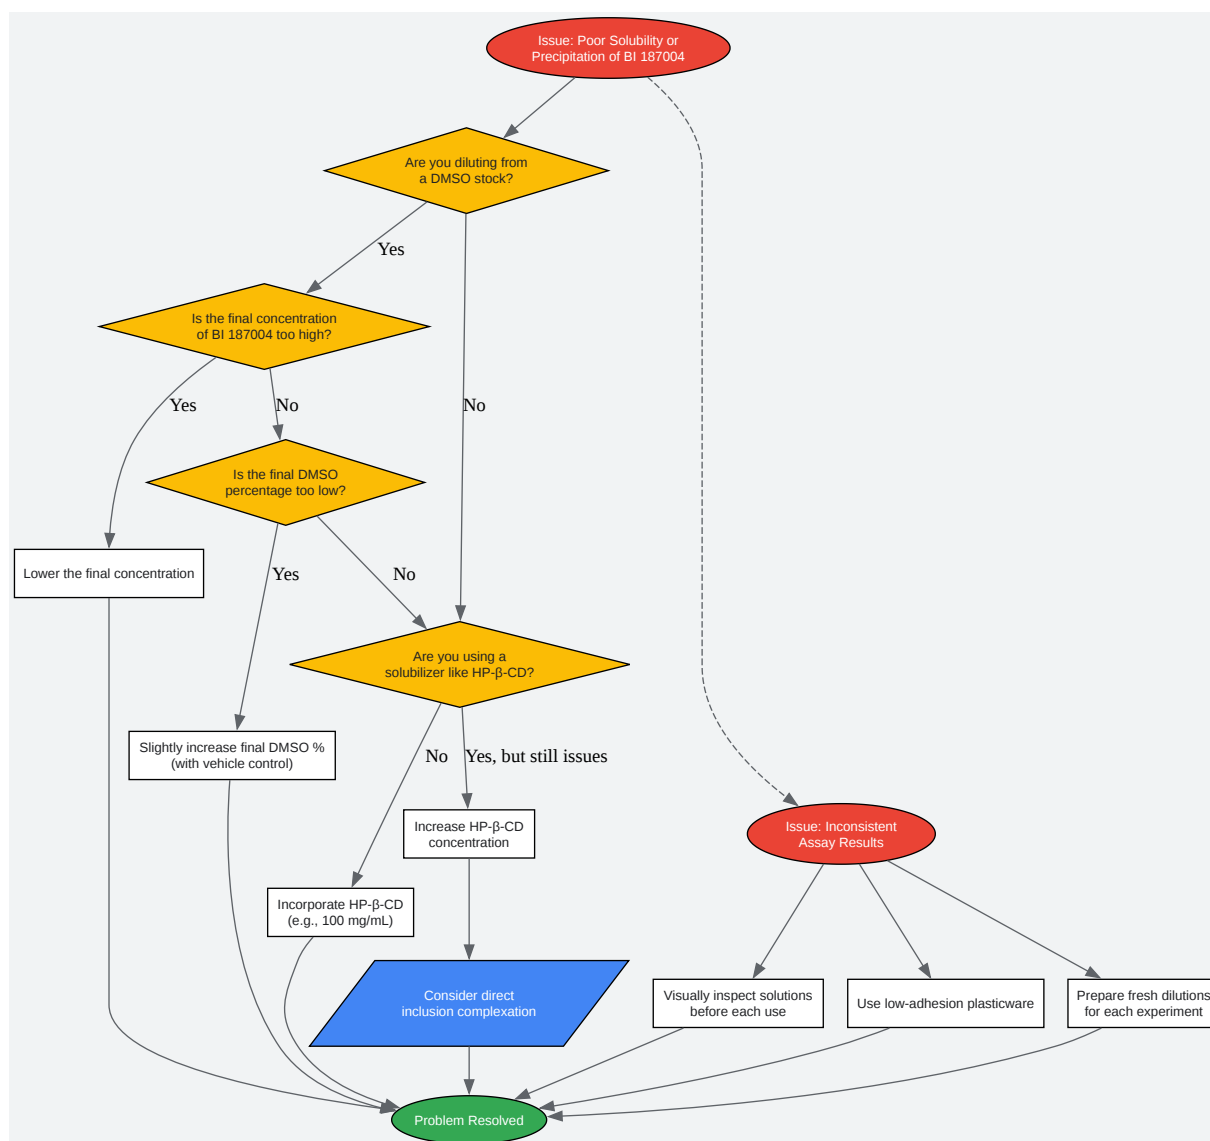 Issue: Poor Solubility or
Precipitation of BI 187004
Are you diluting from
a DMSO stock?
Yes
No
Is the final concentration
of BI 187004 too high?
Yes
No
Is the final DMSO
percentage too low?
Yes
No
Lower the final concentration
Are you using a
solubilizer like HP-β-CD?
Slightly increase final DMSO %
(with vehicle control)
No
Yes, but still issues
Increase HP-β-CD
concentration
Incorporate HP-β-CD
(e.g., 100 mg/mL)
Consider direct
inclusion complexation
Issue: Inconsistent
Assay Results
Visually inspect solutions
before each use
Use low-adhesion plasticware
Prepare fresh dilutions
for each experiment
Problem Resolved